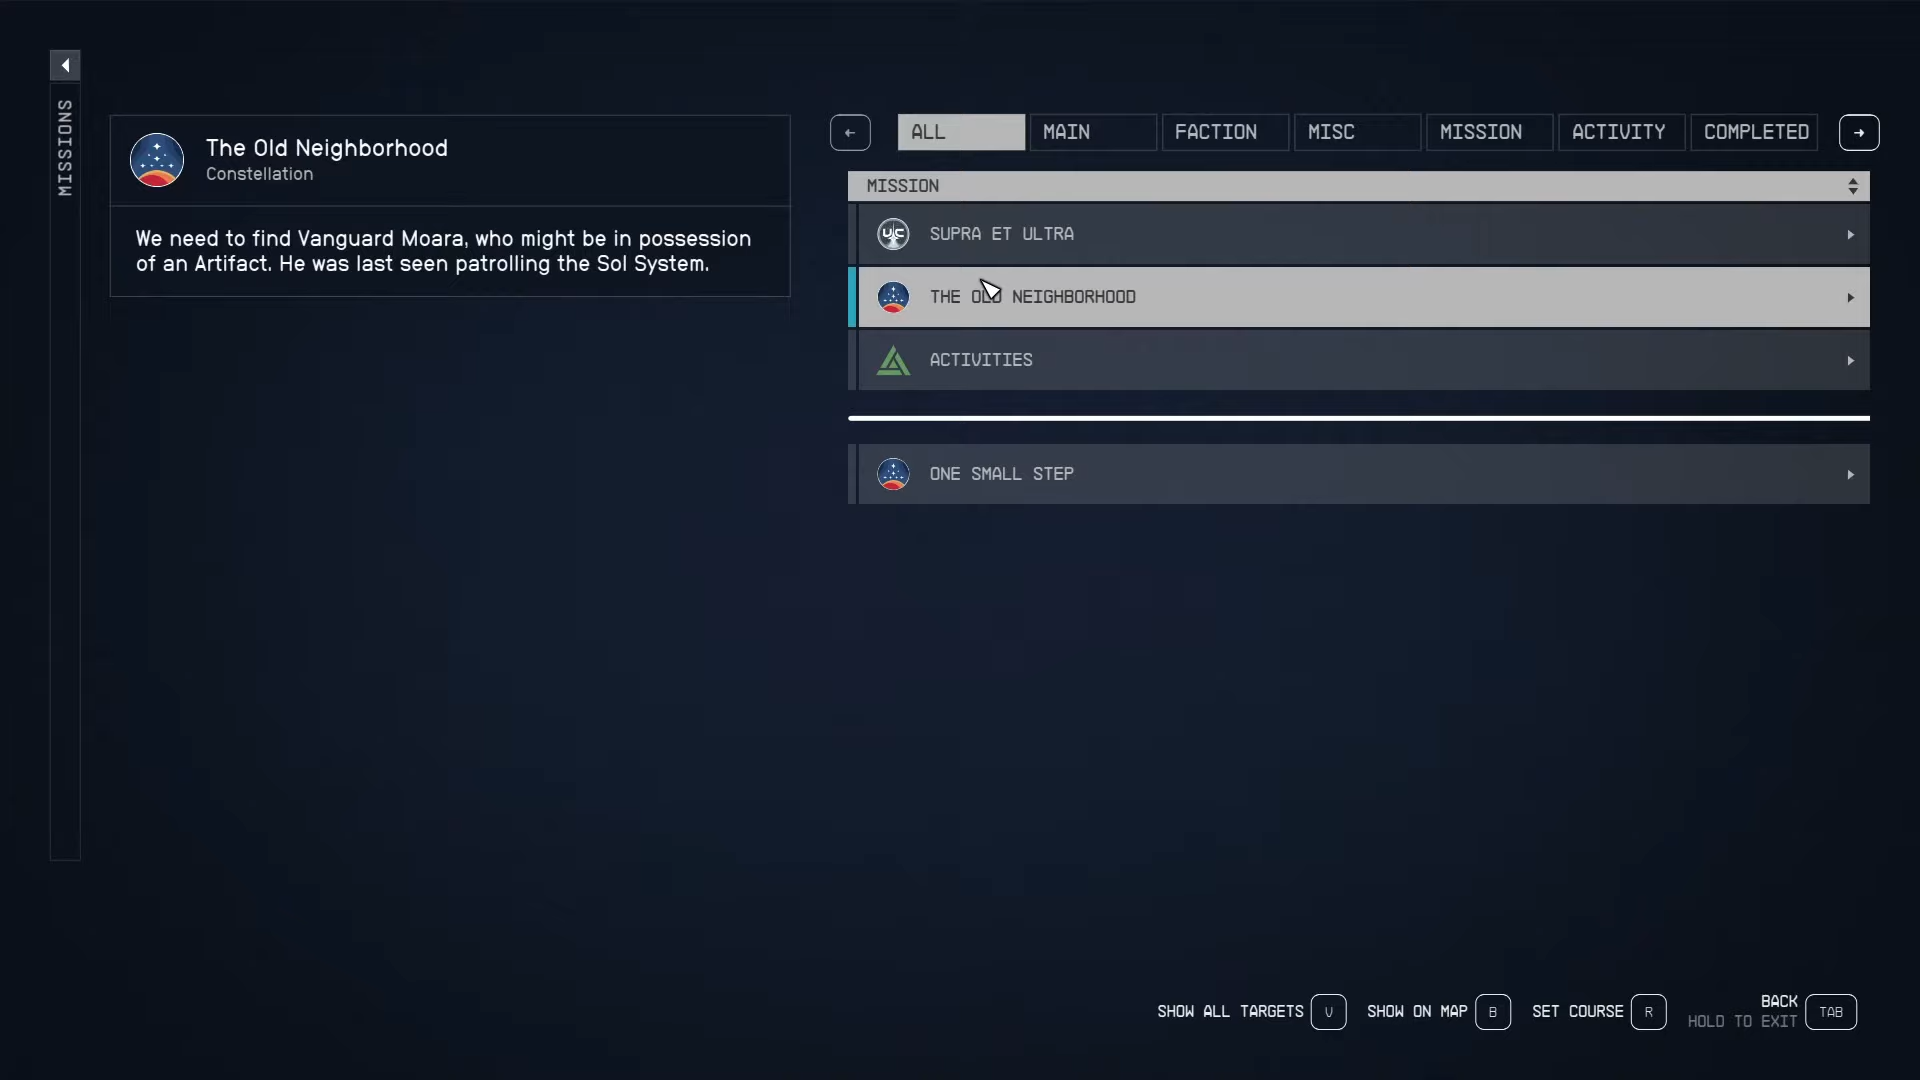 MISSIONS
The Old Neighborhood
Constellation
We need to find Vanguard Moara, who might be in possession
of an Artifact. He was last seen patrolling the Sol System.
ALL MAIN FACTION MISC MISSION ACTIVITY COMPLETED
MISSION
UC SUPRA ET ULTRA
THE OLD NEIGHBORHOOD
ACTIVITIES
ONE SMALL STEP
SHOW ALL TARGETS V SHOW ON MAP B SET COURSE R BACK TAB
HOLD TO EXIT